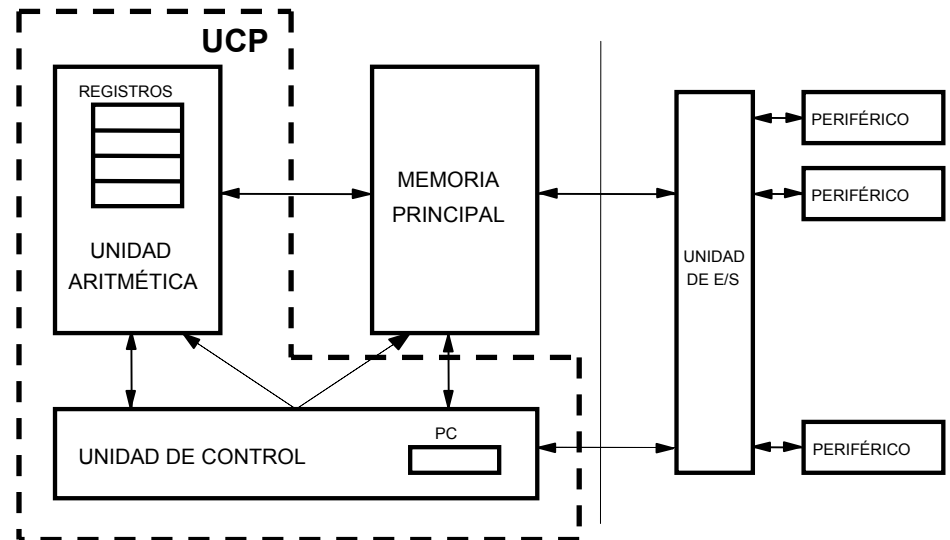 UCP
REGISTROS
UNIDAD
ARITMÉTICA
MEMORIA
PRINCIPAL
UNIDAD
DE E/S
PERIFÉRICO
PERIFÉRICO
PERIFÉRICO
UNIDAD DE CONTROL
PC